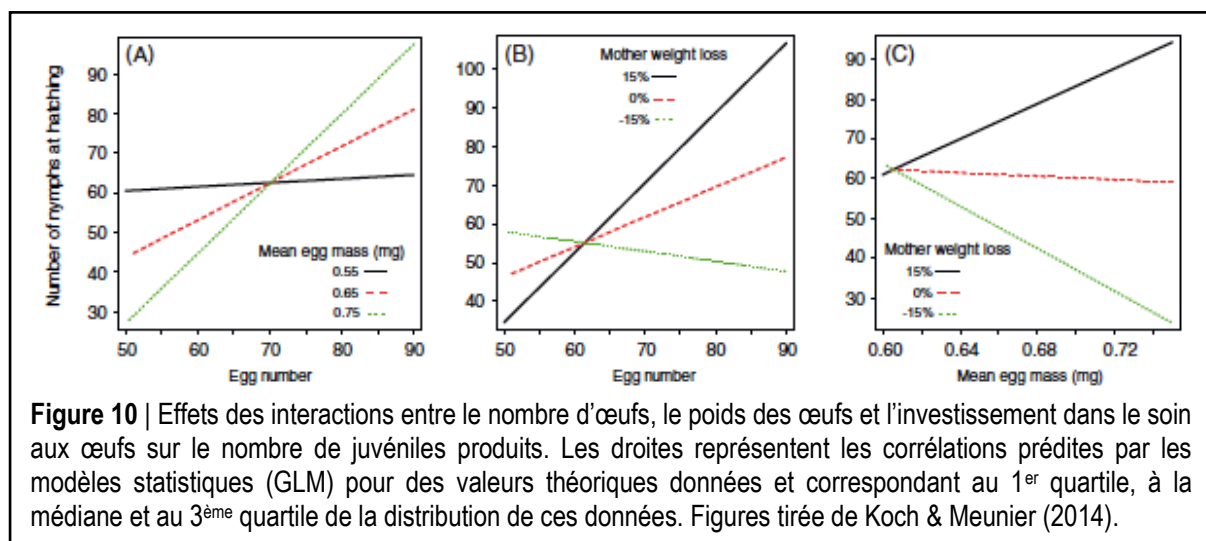 (A)
Number of nymphs at hatching
90
80
70
60
50
40
30
Mean egg mass (mg)
0.55
0.65
0.75
50 60 70 80 90
Egg number
(B)
100
90
80
70
60
50
40
Mother weight loss
15%
0%
-15%
50 60 70 80 90
Egg number
(C)
90
80
70
60
50
40
30
Mother weight loss
15%
0%
-15%
0.60 0.64 0.68 0.72
Mean egg mass (mg)
Figure 10 | Effets des interactions entre le nombre d’œufs, le poids des œufs et l’investissement dans le soin
aux œufs sur le nombre de juvéniles produits. Les droites représentent les corrélations prédites par les
modèles statistiques (GLM) pour des valeurs théoriques données et correspondant au 1er quartile, à la
médiane et au 3ème quartile de la distribution de ces données. Figures tirée de Koch & Meunier (2014).